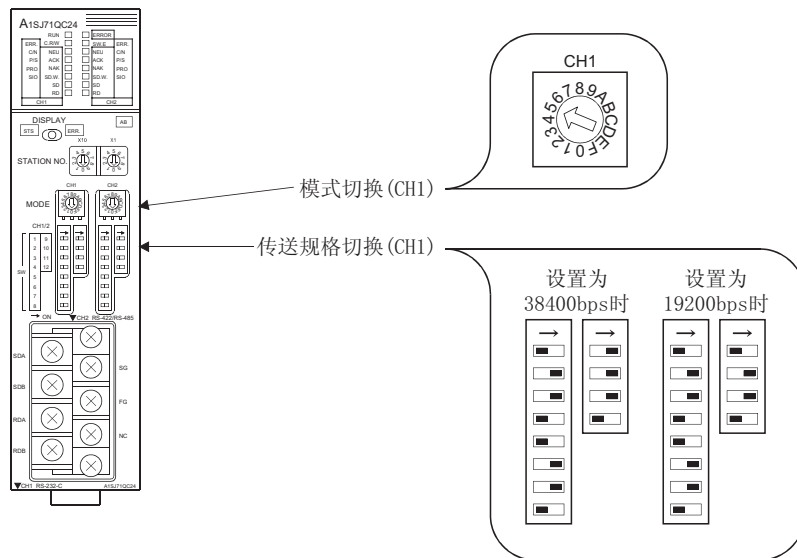 A1SJ71QC24
RUN ERROR
ERR. C.R/W SW.E ERR.
C/N NEU NEU C/N
P/S ACK ACK P/S
PRO NAK NAK PRO
SIO SD.W. SD.W. SIO
SD SD
RD RD
CH1 CH2
DISPLAY AB
STS ERR.
X10 X1
STATION NO.
CH1 CH2
MODE
CH1/2
SW
1 9
2 10
3 11
4 12
5
6
7
8
→ ON
▼CH2 RS-422/RS-485
SDA
SG
SDB
FG
RDA
NC
RDB
▼CH1 RS-232-C A1SJ71QC24
模式切换(CH1)
传送规格切换(CH1)
CH1
0123456789ABCDEF
设置为
38400bps时
→ →
设置为
19200bps时
→ →